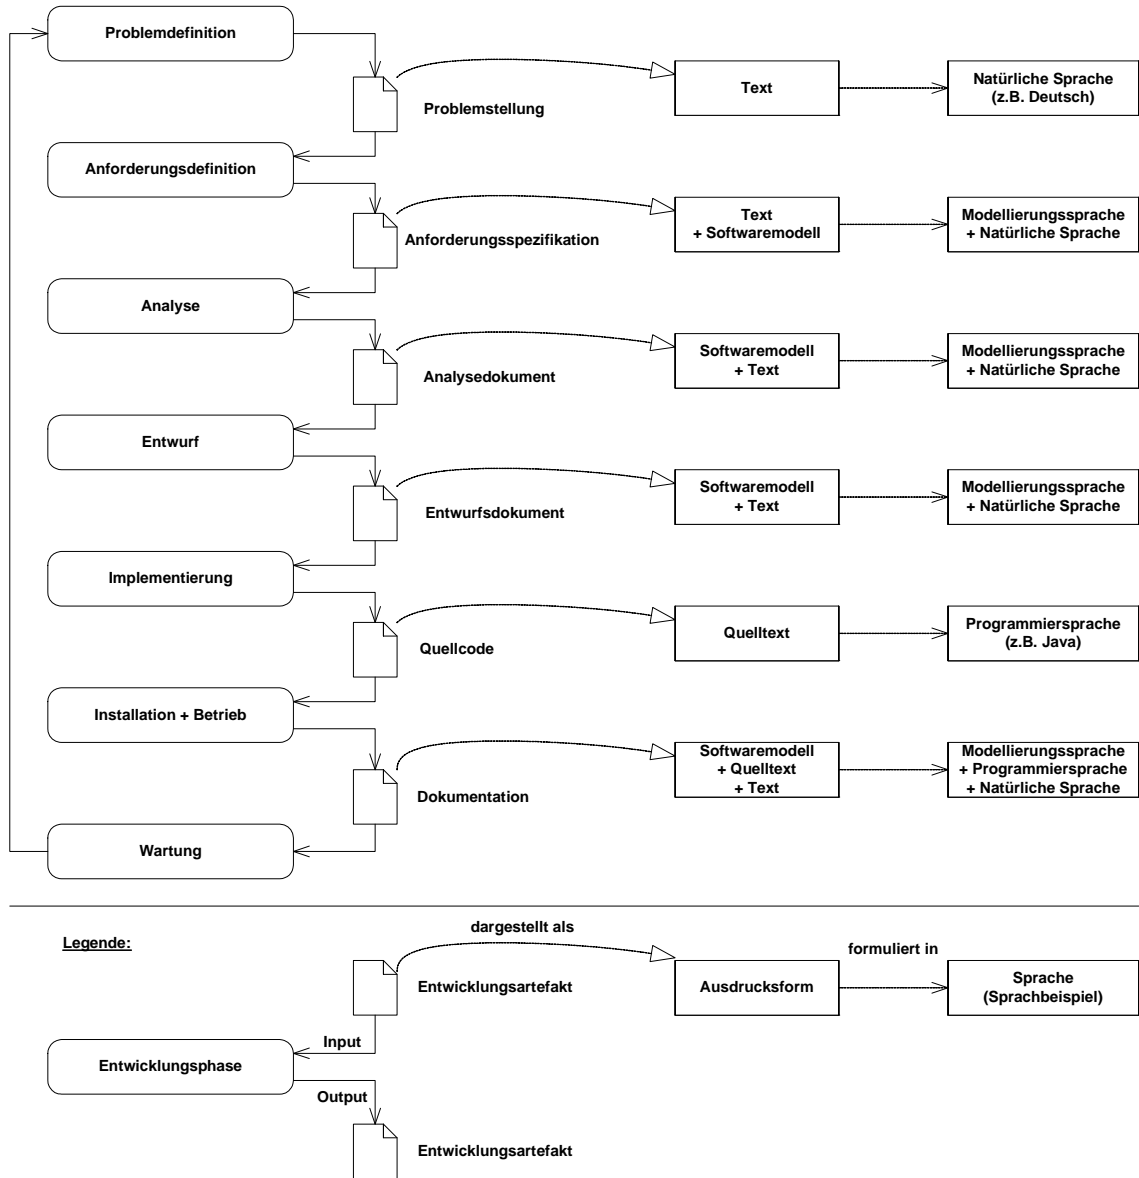 Problemdefinition
Problemstellung
Text
Natürliche Sprache
(z.B. Deutsch)
Anforderungsdefinition
Anforderungsspezifikation
Text
+ Softwaremodell
Modellierungssprache
+ Natürliche Sprache
Analyse
Analysedokument
Softwaremodell
+ Text
Modellierungssprache
+ Natürliche Sprache
Entwurf
Entwurfsdokument
Softwaremodell
+ Text
Modellierungssprache
+ Natürliche Sprache
Implementierung
Quellcode
Quelltext
Programmiersprache
(z.B. Java)
Installation + Betrieb
Dokumentation
Softwaremodell
+ Quelltext
+ Text
Modellierungssprache
+ Programmiersprache
+ Natürliche Sprache
Wartung
Legende:
dargestellt als
formuliert in
Entwicklungsartefakt
Ausdrucksform
Sprache
(Sprachbeispiel)
Input
Entwicklungsphase
Output
Entwicklungsartefakt